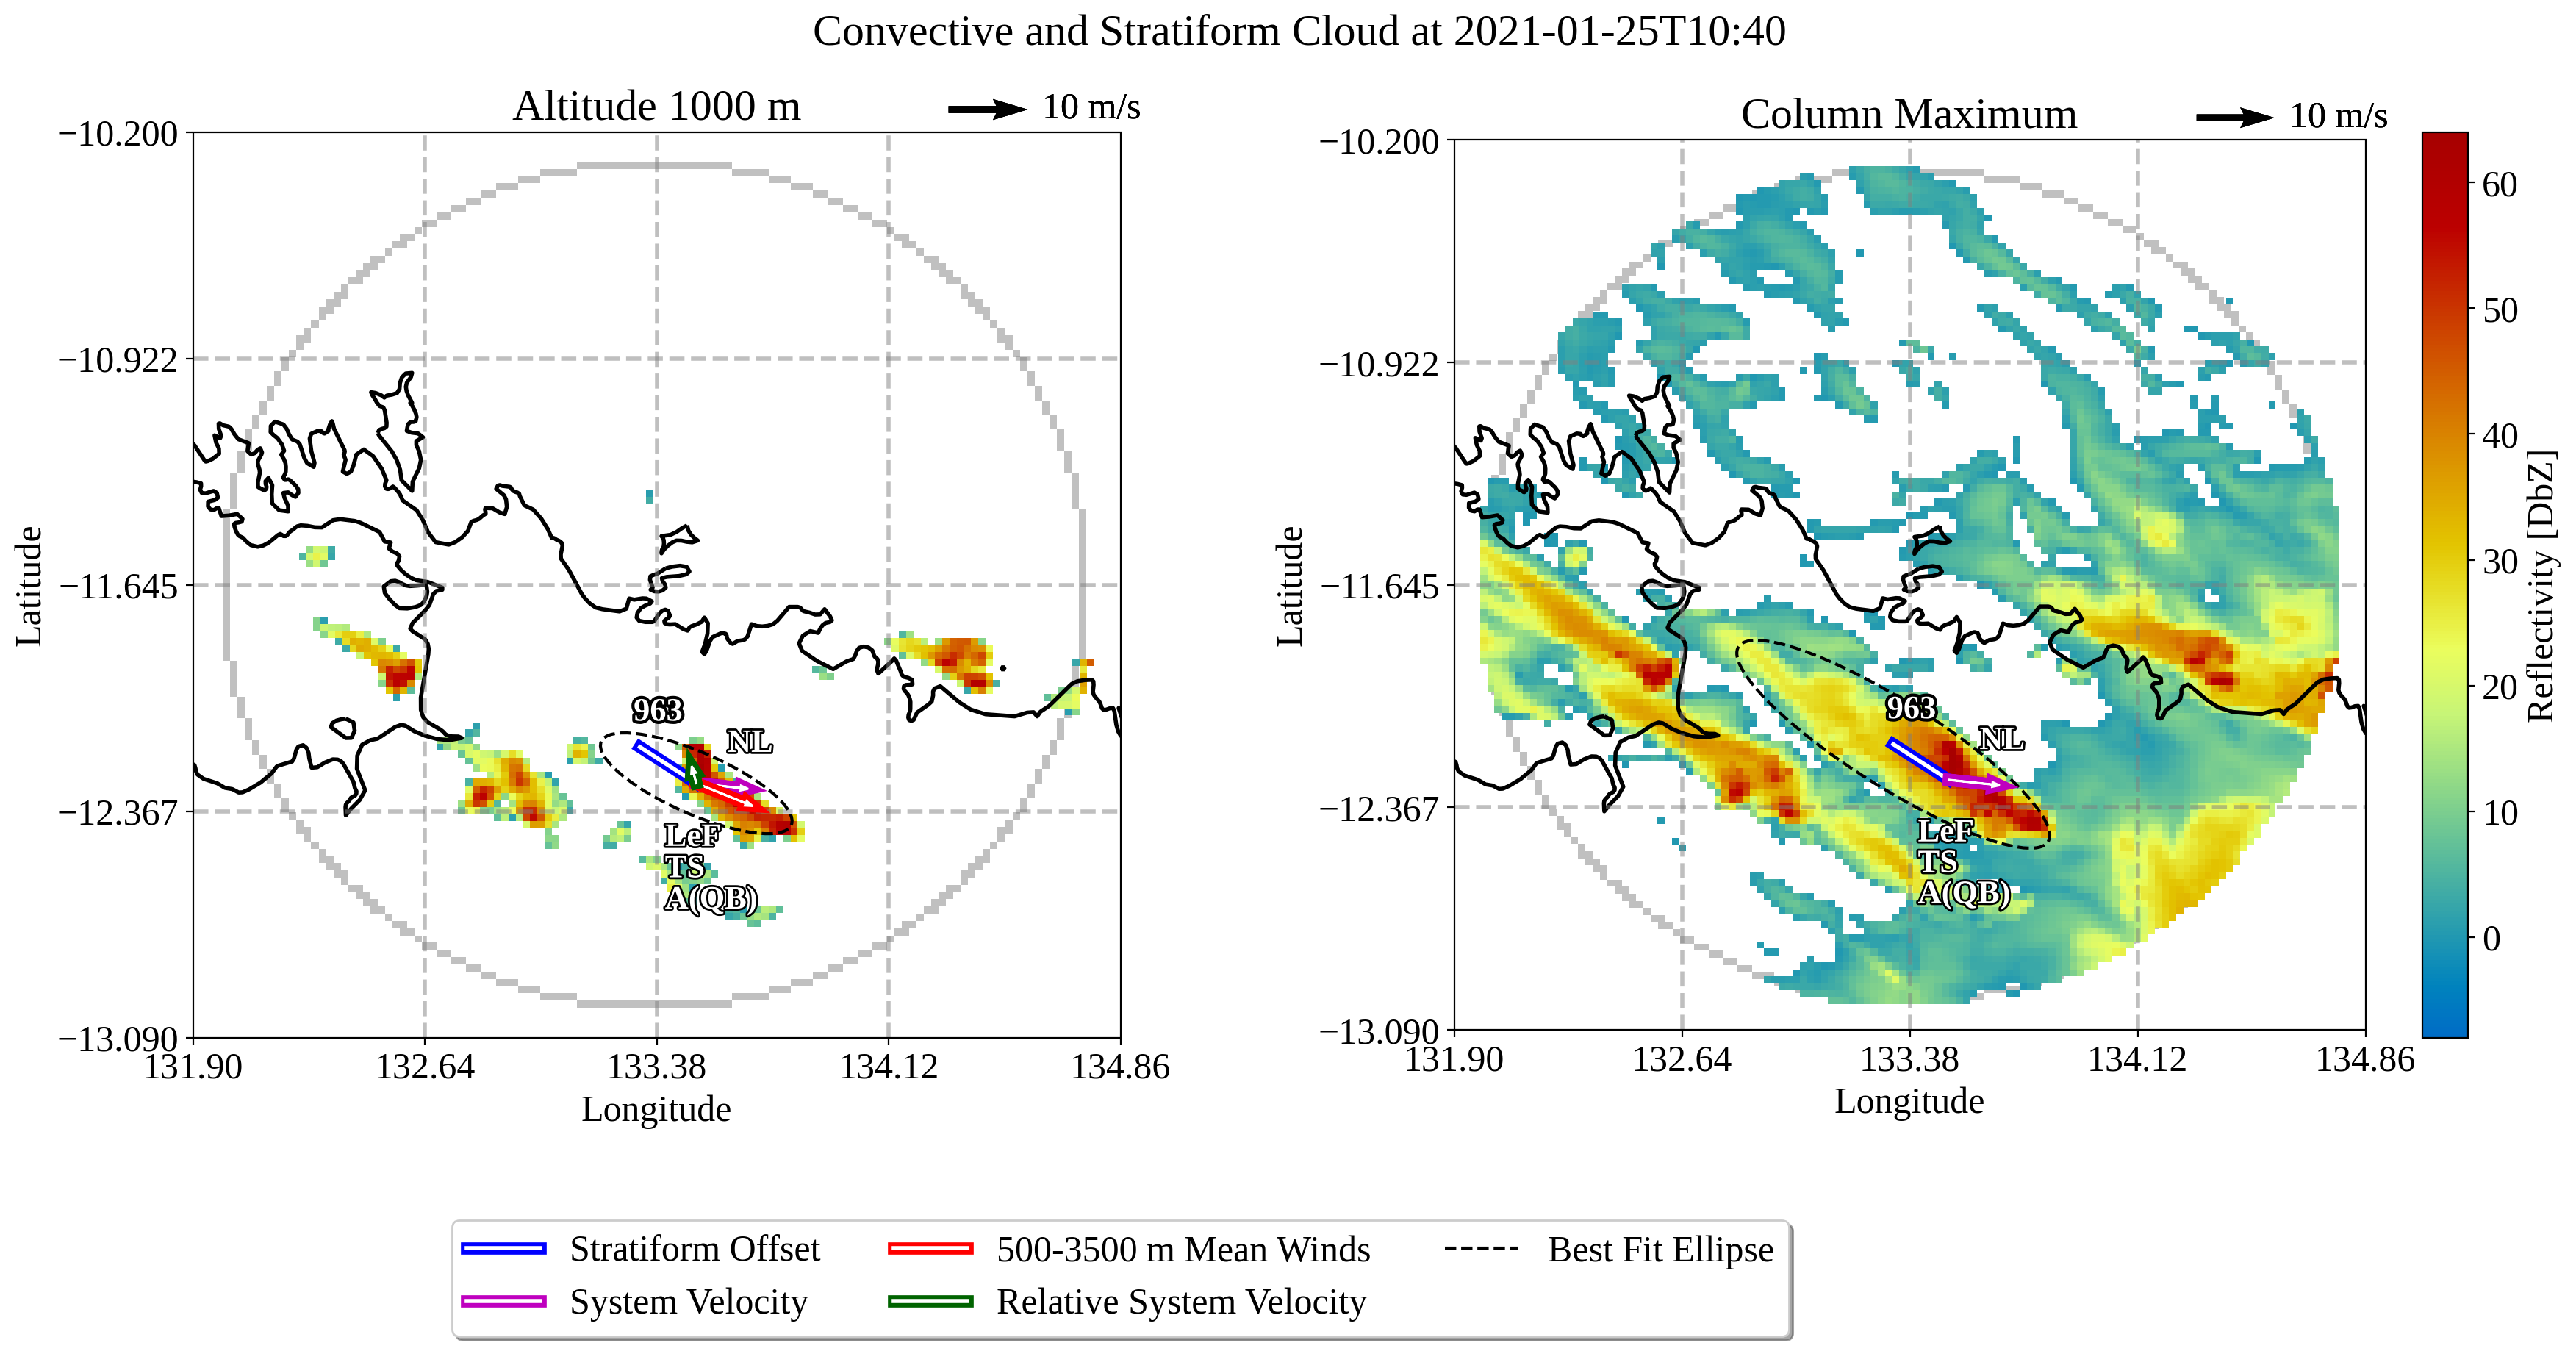 Convective and Stratiform Cloud at 2021-01-25T10:40
Altitude 1000 m
10 m/s
−10.200
−10.922
−11.645
−12.367
−13.090
131.90
132.64
133.38
134.12
134.86
Latitude
Longitude
963
NL
LeF
TS
A(QB)
Column Maximum
10 m/s
−10.200
−10.922
−11.645
−12.367
−13.090
131.90
132.64
133.38
134.12
134.86
Latitude
Longitude
963
NL
LeF
TS
A(QB)
60
50
40
30
20
10
0
Reflectivity [DbZ]
Stratiform Offset
System Velocity
500-3500 m Mean Winds
Relative System Velocity
Best Fit Ellipse